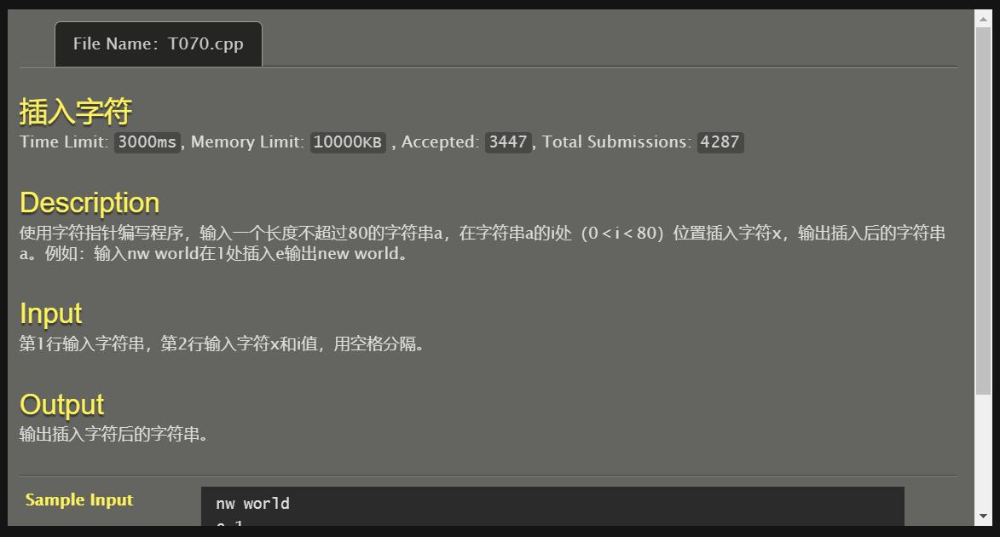 File Name: T070.cpp
插入字符
Time Limit: 3000ms, Memory Limit: 10000KB , Accepted: 3447, Total Submissions: 4287
Description
使用字符指针编写程序，输入一个长度不超过80的字符串a，在字符串a的i处（0＜i＜80）位置插入字符x，输出插入后的字符串
a。例如：输入nw world在1处插入e输出new world。
Input
第1行输入字符串，第2行输入字符x和i值，用空格分隔。
Output
输出插入字符后的字符串。
Sample Input
nw world